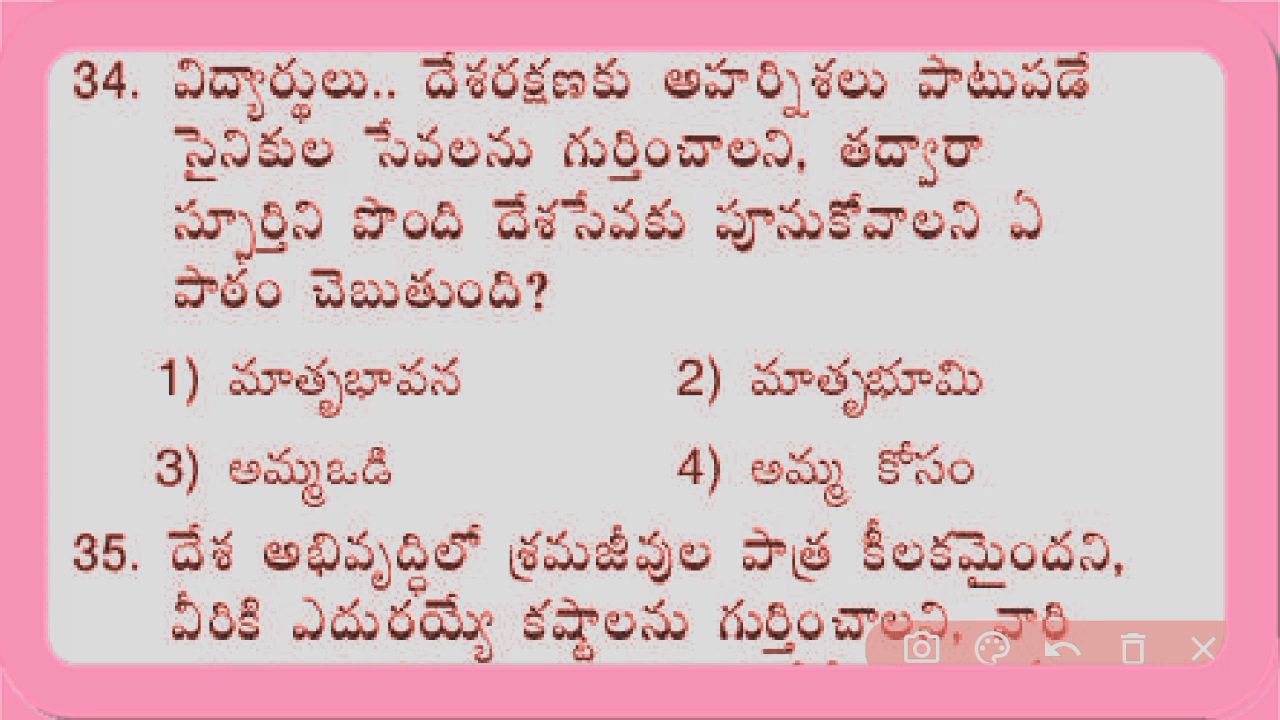 34. విద్యార్థులు.. దేశరక్షణకు అహర్నిశలు పాటుపడే
సైనికుల సేవలను గుర్తించాలని, తద్వారా
స్ఫూర్తిని పొంది దేశసేవకు పూనుకోవాలని ఏ
పాఠం చెబుతుంది?
1) మాతృభావన 2) మాతృభూమి
3) అమ్మఒడి 4) అమ్మ కోసం
35. దేశ అభివృద్ధిలో శ్రమజీవుల పాత్ర కీలకమైందని,
వీరికి ఎదురయ్యే కష్టాలను గుర్తించాలని, వారి